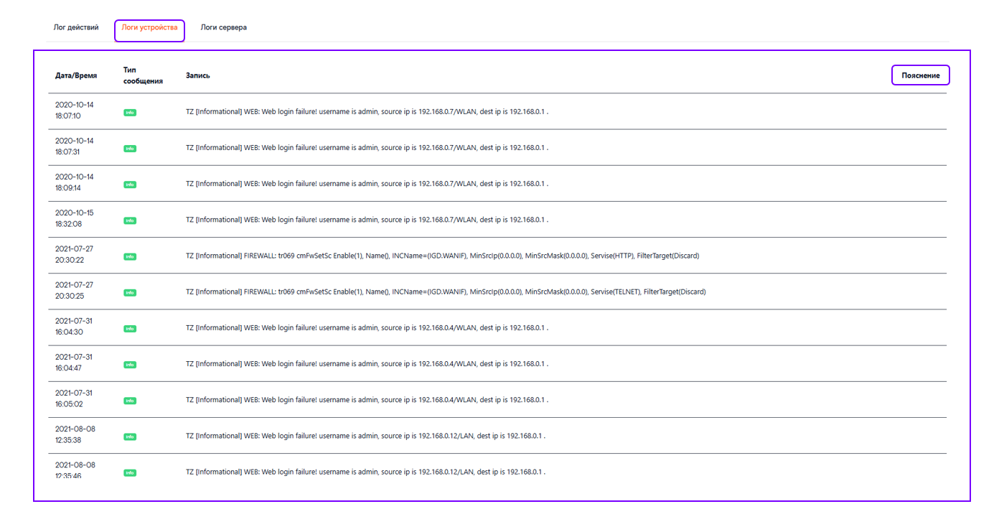 Лог действий Логи устройства Логи сервера
Дата/Время Тип сообщения Запись Пояснение
2020-10-14 18:07:10 Info TZ [Informational] WEB: Web login failure! username is admin, source ip is 192.168.0.7/WLAN, dest ip is 192.168.0.1 .
2020-10-14 18:07:31 Info TZ [Informational] WEB: Web login failure! username is admin, source ip is 192.168.0.7/WLAN, dest ip is 192.168.0.1 .
2020-10-14 18:09:14 Info TZ [Informational] WEB: Web login failure! username is admin, source ip is 192.168.0.7/WLAN, dest ip is 192.168.0.1 .
2020-10-15 18:32:08 Info TZ [Informational] WEB: Web login failure! username is admin, source ip is 192.168.0.7/WLAN, dest ip is 192.168.0.1 .
2021-07-27 20:30:22 Info TZ [Informational] FIREWALL: tr069 cmFwSetSc Enable(1), Name(), INCName=(IGD.WANIF), MinSrcIp(0.0.0.0), MinSrcMask(0.0.0.0), Servise(HTTP), FilterTarget(Discard)
2021-07-27 20:30:25 Info TZ [Informational] FIREWALL: tr069 cmFwSetSc Enable(1), Name(), INCName=(IGD.WANIF), MinSrcIp(0.0.0.0), MinSrcMask(0.0.0.0), Servise(TELNET), FilterTarget(Discard)
2021-07-31 16:04:30 Info TZ [Informational] WEB: Web login failure! username is admin, source ip is 192.168.0.4/WLAN, dest ip is 192.168.0.1 .
2021-07-31 16:04:47 Info TZ [Informational] WEB: Web login failure! username is admin, source ip is 192.168.0.4/WLAN, dest ip is 192.168.0.1 .
2021-07-31 16:05:02 Info TZ [Informational] WEB: Web login failure! username is admin, source ip is 192.168.0.4/WLAN, dest ip is 192.168.0.1 .
2021-08-08 12:35:38 Info TZ [Informational] WEB: Web login failure! username is admin, source ip is 192.168.0.12/LAN, dest ip is 192.168.0.1 .
2021-08-08 12:35:46 Info TZ [Informational] WEB: Web login failure! username is admin, source ip is 192.168.0.12/LAN, dest ip is 192.168.0.1 .